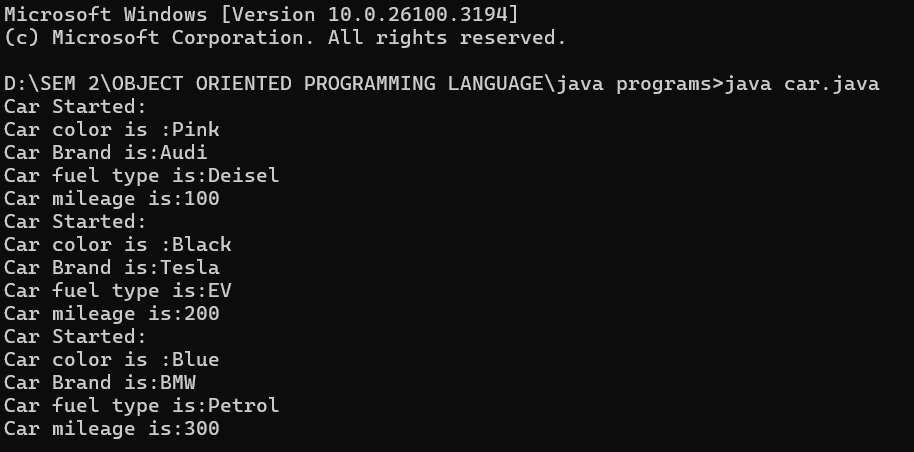 Microsoft Windows [Version 10.0.26100.3194]
(c) Microsoft Corporation. All rights reserved.
D:\SEM 2\OBJECT ORIENTED PROGRAMMING LANGUAGE\java programs>java car.java
Car Started:
Car color is :Pink
Car Brand is:Audi
Car fuel type is:Deisel
Car mileage is:100
Car Started:
Car color is :Black
Car Brand is:Tesla
Car fuel type is:EV
Car mileage is:200
Car Started:
Car color is :Blue
Car Brand is:BMW
Car fuel type is:Petrol
Car mileage is:300